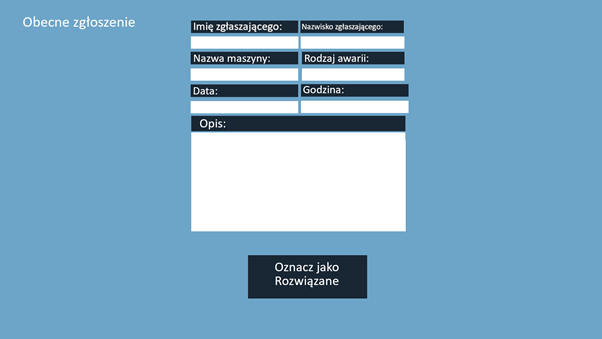 Obecne zgłoszenie
Imię zgłaszającego: Nazwisko zgłaszającego:
Nazwa maszyny: Rodzaj awarii:
Data: Godzina:
Opis:
Oznacz jako
Rozwiązane